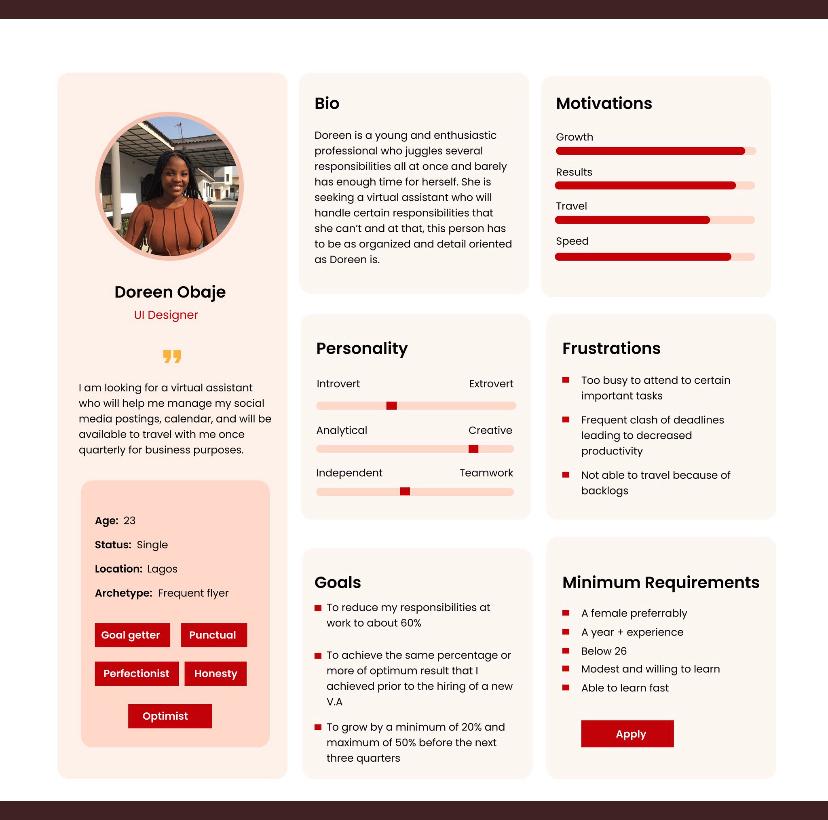 Doreen Obaje
UI Designer
”
I am looking for a virtual assistant
who will help me manage my social
media postings, calendar, and will be
available to travel with me once
quarterly for business purposes.
Age: 23
Status: Single
Location: Lagos
Archetype: Frequent flyer
Goal getter
Punctual
Perfectionist
Honesty
Optimist
Bio
Doreen is a young and enthusiastic
professional who juggles several
responsibilities all at once and barely
has enough time for herself. She is
seeking a virtual assistant who will
handle certain responsibilities that
she can't and at that, this person has
to be as organized and detail oriented
as Doreen is.
Motivations
Growth
Results
Travel
Speed
Personality
Introvert Extrovert
Analytical Creative
Independent Teamwork
Frustrations
Too busy to attend to certain
important tasks
Frequent clash of deadlines
leading to decreased
productivity
Not able to travel because of
backlogs
Goals
To reduce my responsibilities at
work to about 60%
To achieve the same percentage or
more of optimum result that I
achieved prior to the hiring of a new
V.A
To grow by a minimum of 20% and
maximum of 50% before the next
three quarters
Minimum Requirements
A female preferrably
A year + experience
Below 26
Modest and willing to learn
Able to learn fast
Apply